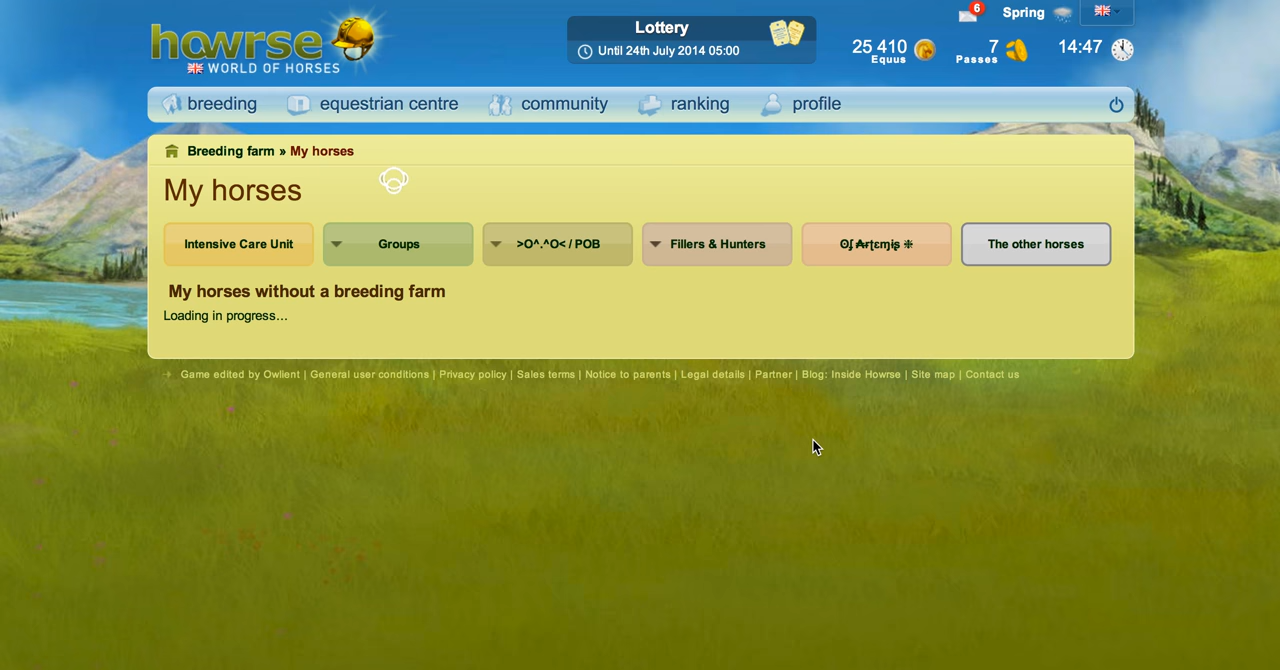 howrse
WORLD OF HORSES
Lottery
Until 24th July 2014 05:00
6
Spring
25 410
Equus
7
Passes
14:47
breeding
equestrian centre
community
ranking
profile
Breeding farm » My horses
My horses
Intensive Care Unit
Groups
>O^.^O< / POB
Fillers & Hunters
The other horses
My horses without a breeding farm
Loading in progress...
Game edited by Owlient | General user conditions | Privacy policy | Sales terms | Notice to parents | Legal details | Partner | Blog: Inside Howrse | Site map | Contact us